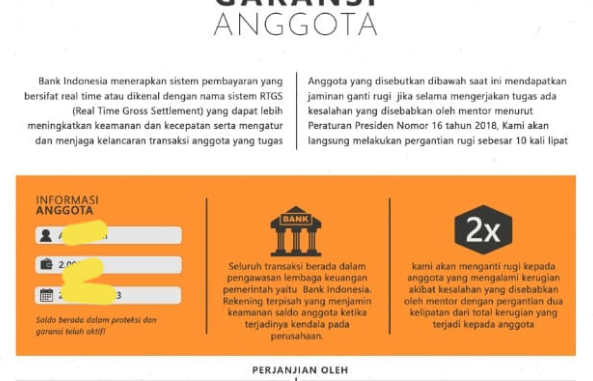 GARANSI
ANGGOTA
Bank Indonesia menerapkan sistem pembayaran yang
bersifat real time atau dikenal dengan nama sistem RTGS
(Real Time Gross Settlement) yang dapat lebih
meningkatkan keamanan dan kecepatan serta mengatur
dan menjaga kelancaran transaksi anggota yang tugas
Anggota yang disebutkan dibawah saat ini mendapatkan
jaminan ganti rugi jika selama mengerjakan tugas ada
kesalahan yang disebabkan oleh mentor menurut
Peraturan Presiden Nomor 16 tahun 2018, Kami akan
langsung melakukan pergantian rugi sebesar 10 kali lipat
INFORMASI
ANGGOTA
Saldo berada dalam proteksi dan
garansi telah aktif!
BANK
Seluruh transaksi berada dalam
pengawasan lembaga keuangan
pemerintah yaitu Bank Indonesia.
Rekening terpisah yang menjamin
keamanan saldo anggota ketika
terjadinya kendala pada
perusahaan.
2x
kami akan menganti rugi kepada
anggota yang mengalami kerugian
akibat kesalahan yang disebabkan
oleh mentor dengan pergantian dua
kelipatan dari total kerugian yang
terjadi kepada anggota
PERJANJIAN OLEH